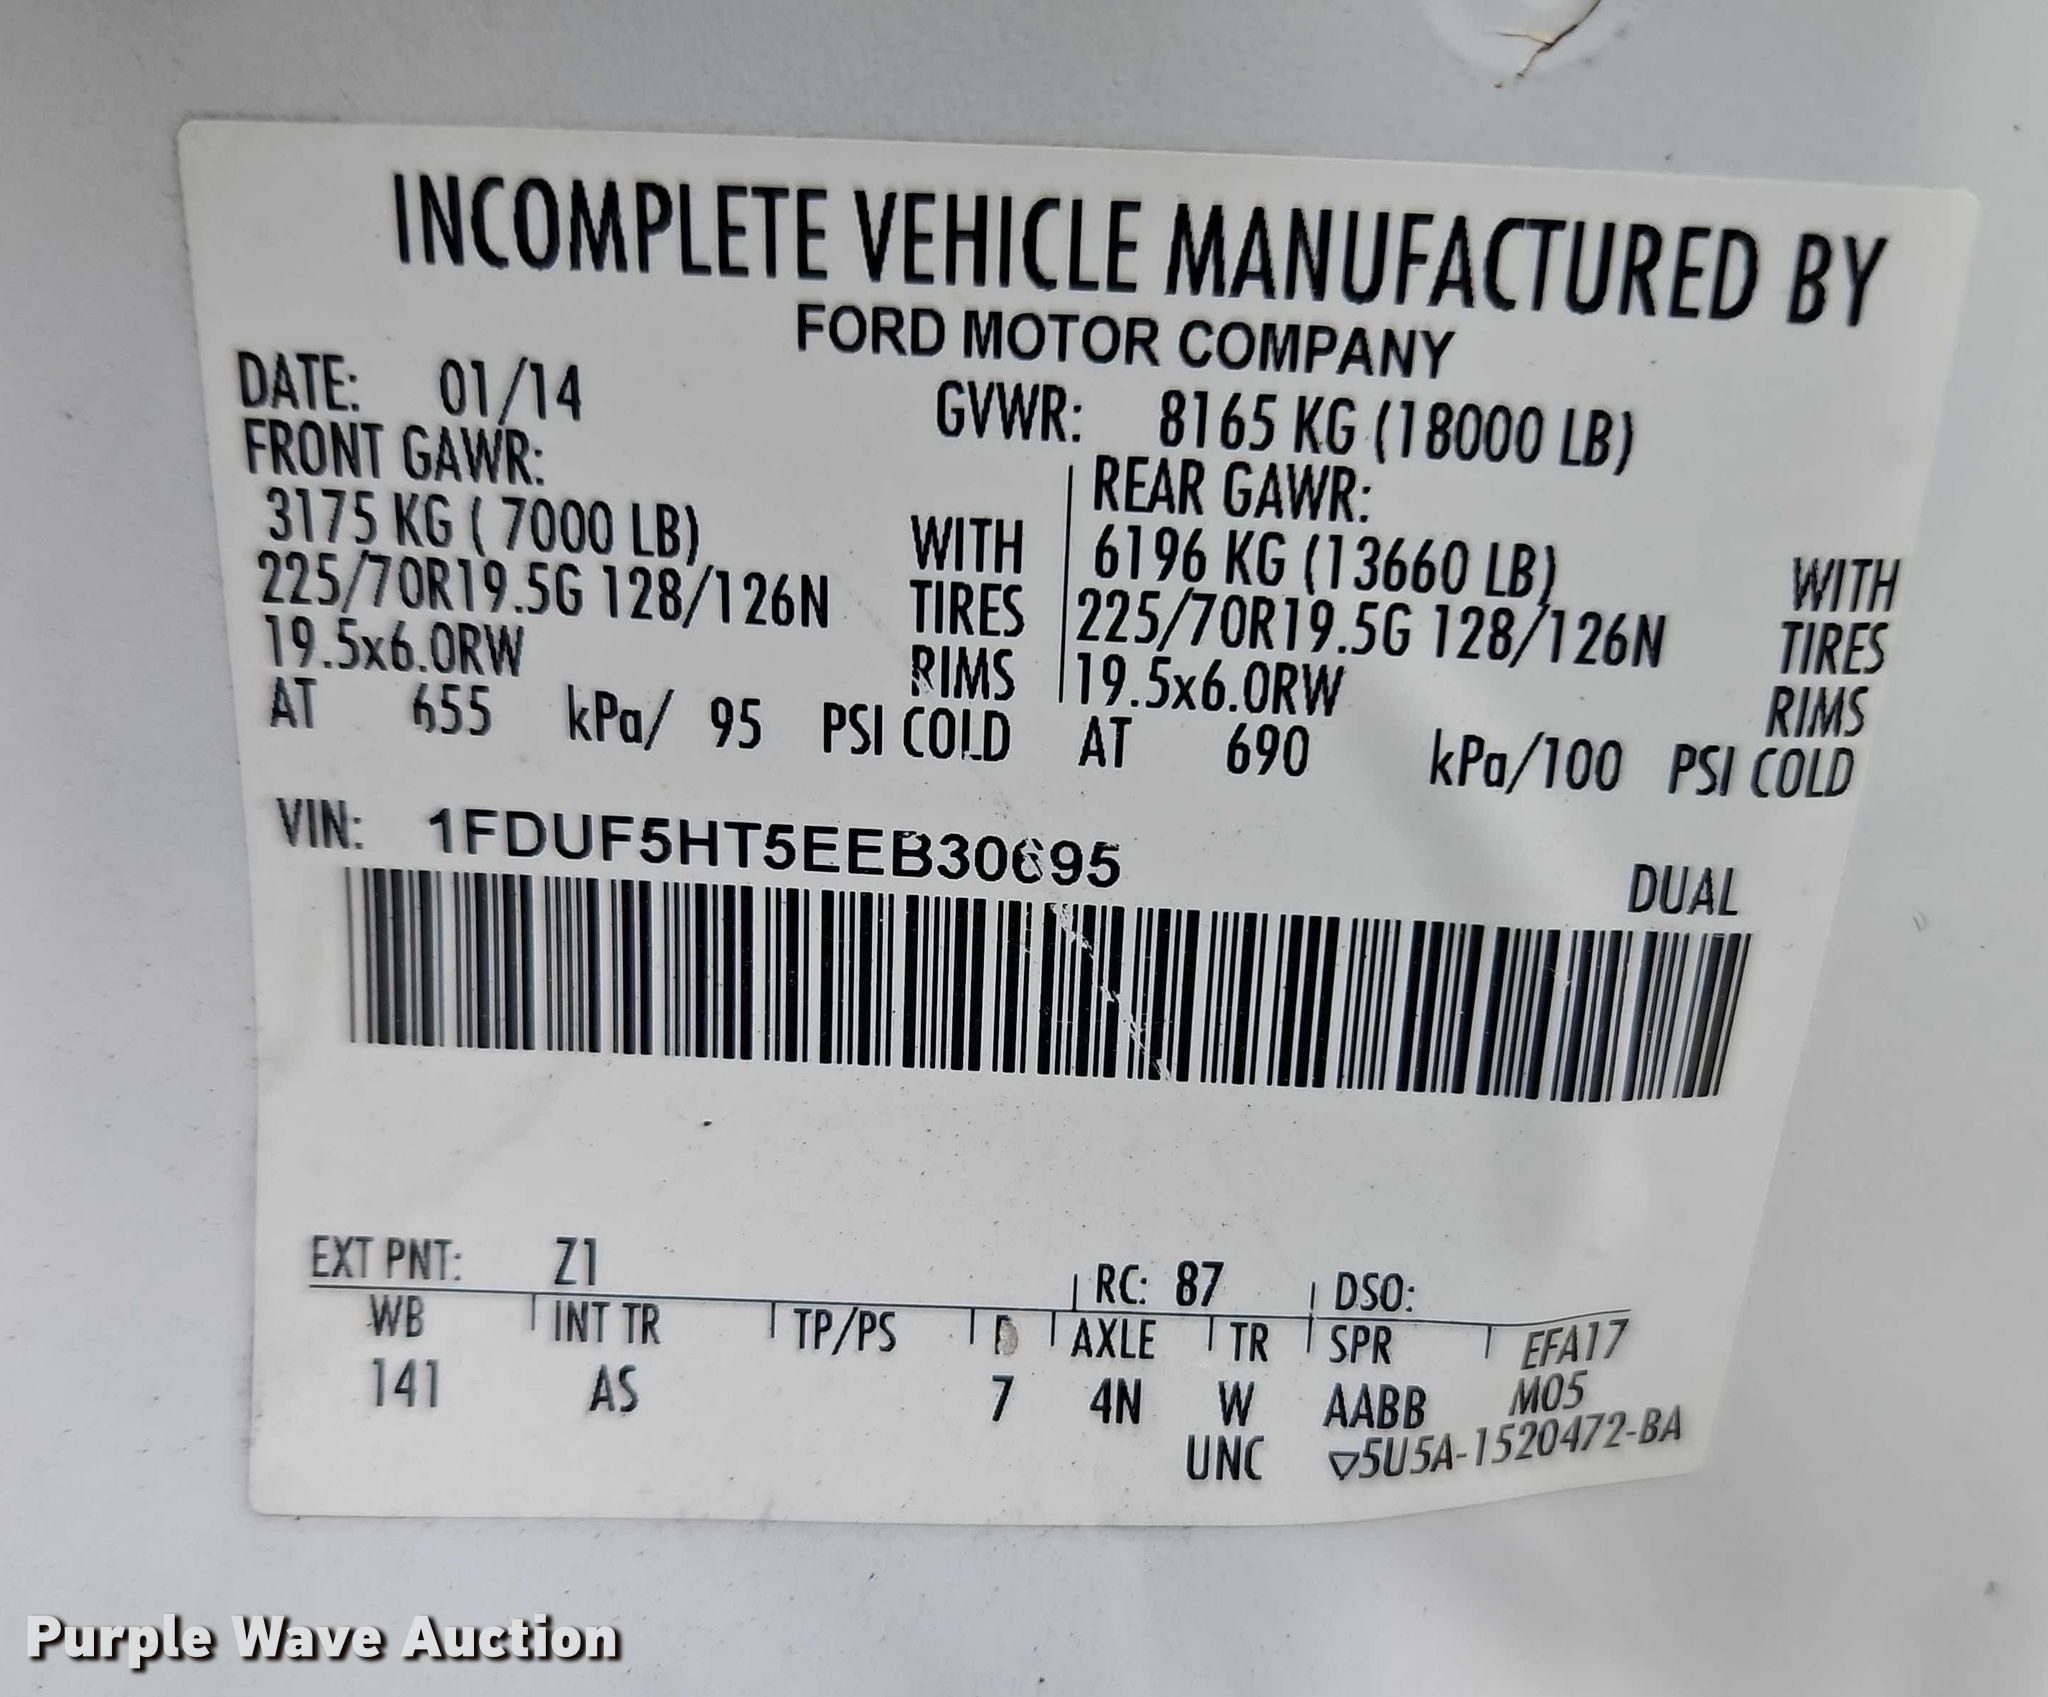 INCOMPLETE VEHICLE MANUFACTURED BY
FORD MOTOR COMPANY
DATE: 01/14 GVWR: 8165 KG (18000 LB)
FRONT GAWR: REAR GAWR:
3175 KG ( 7000 LB) WITH 6196 KG (13660 LB) WITH
225/70R19.5G 128/126N TIRES 225/70R19.5G 128/126N TIRES
19.5x6.0RW RIMS 19.5x6.0RW RIMS
AT 655 kPa/ 95 PSI COLD AT 690 kPa/100 PSI COLD
VIN: 1FDUF5HT5EEB30695
DUAL
EXT PNT: Z1 RC: 87 DSO:
WB INT TR TP/PS AXLE TR SPR EFA17
141 AS 7 4N W AABB M05
UNC ▽5U5A-1520472-BA
Purple Wave Auction